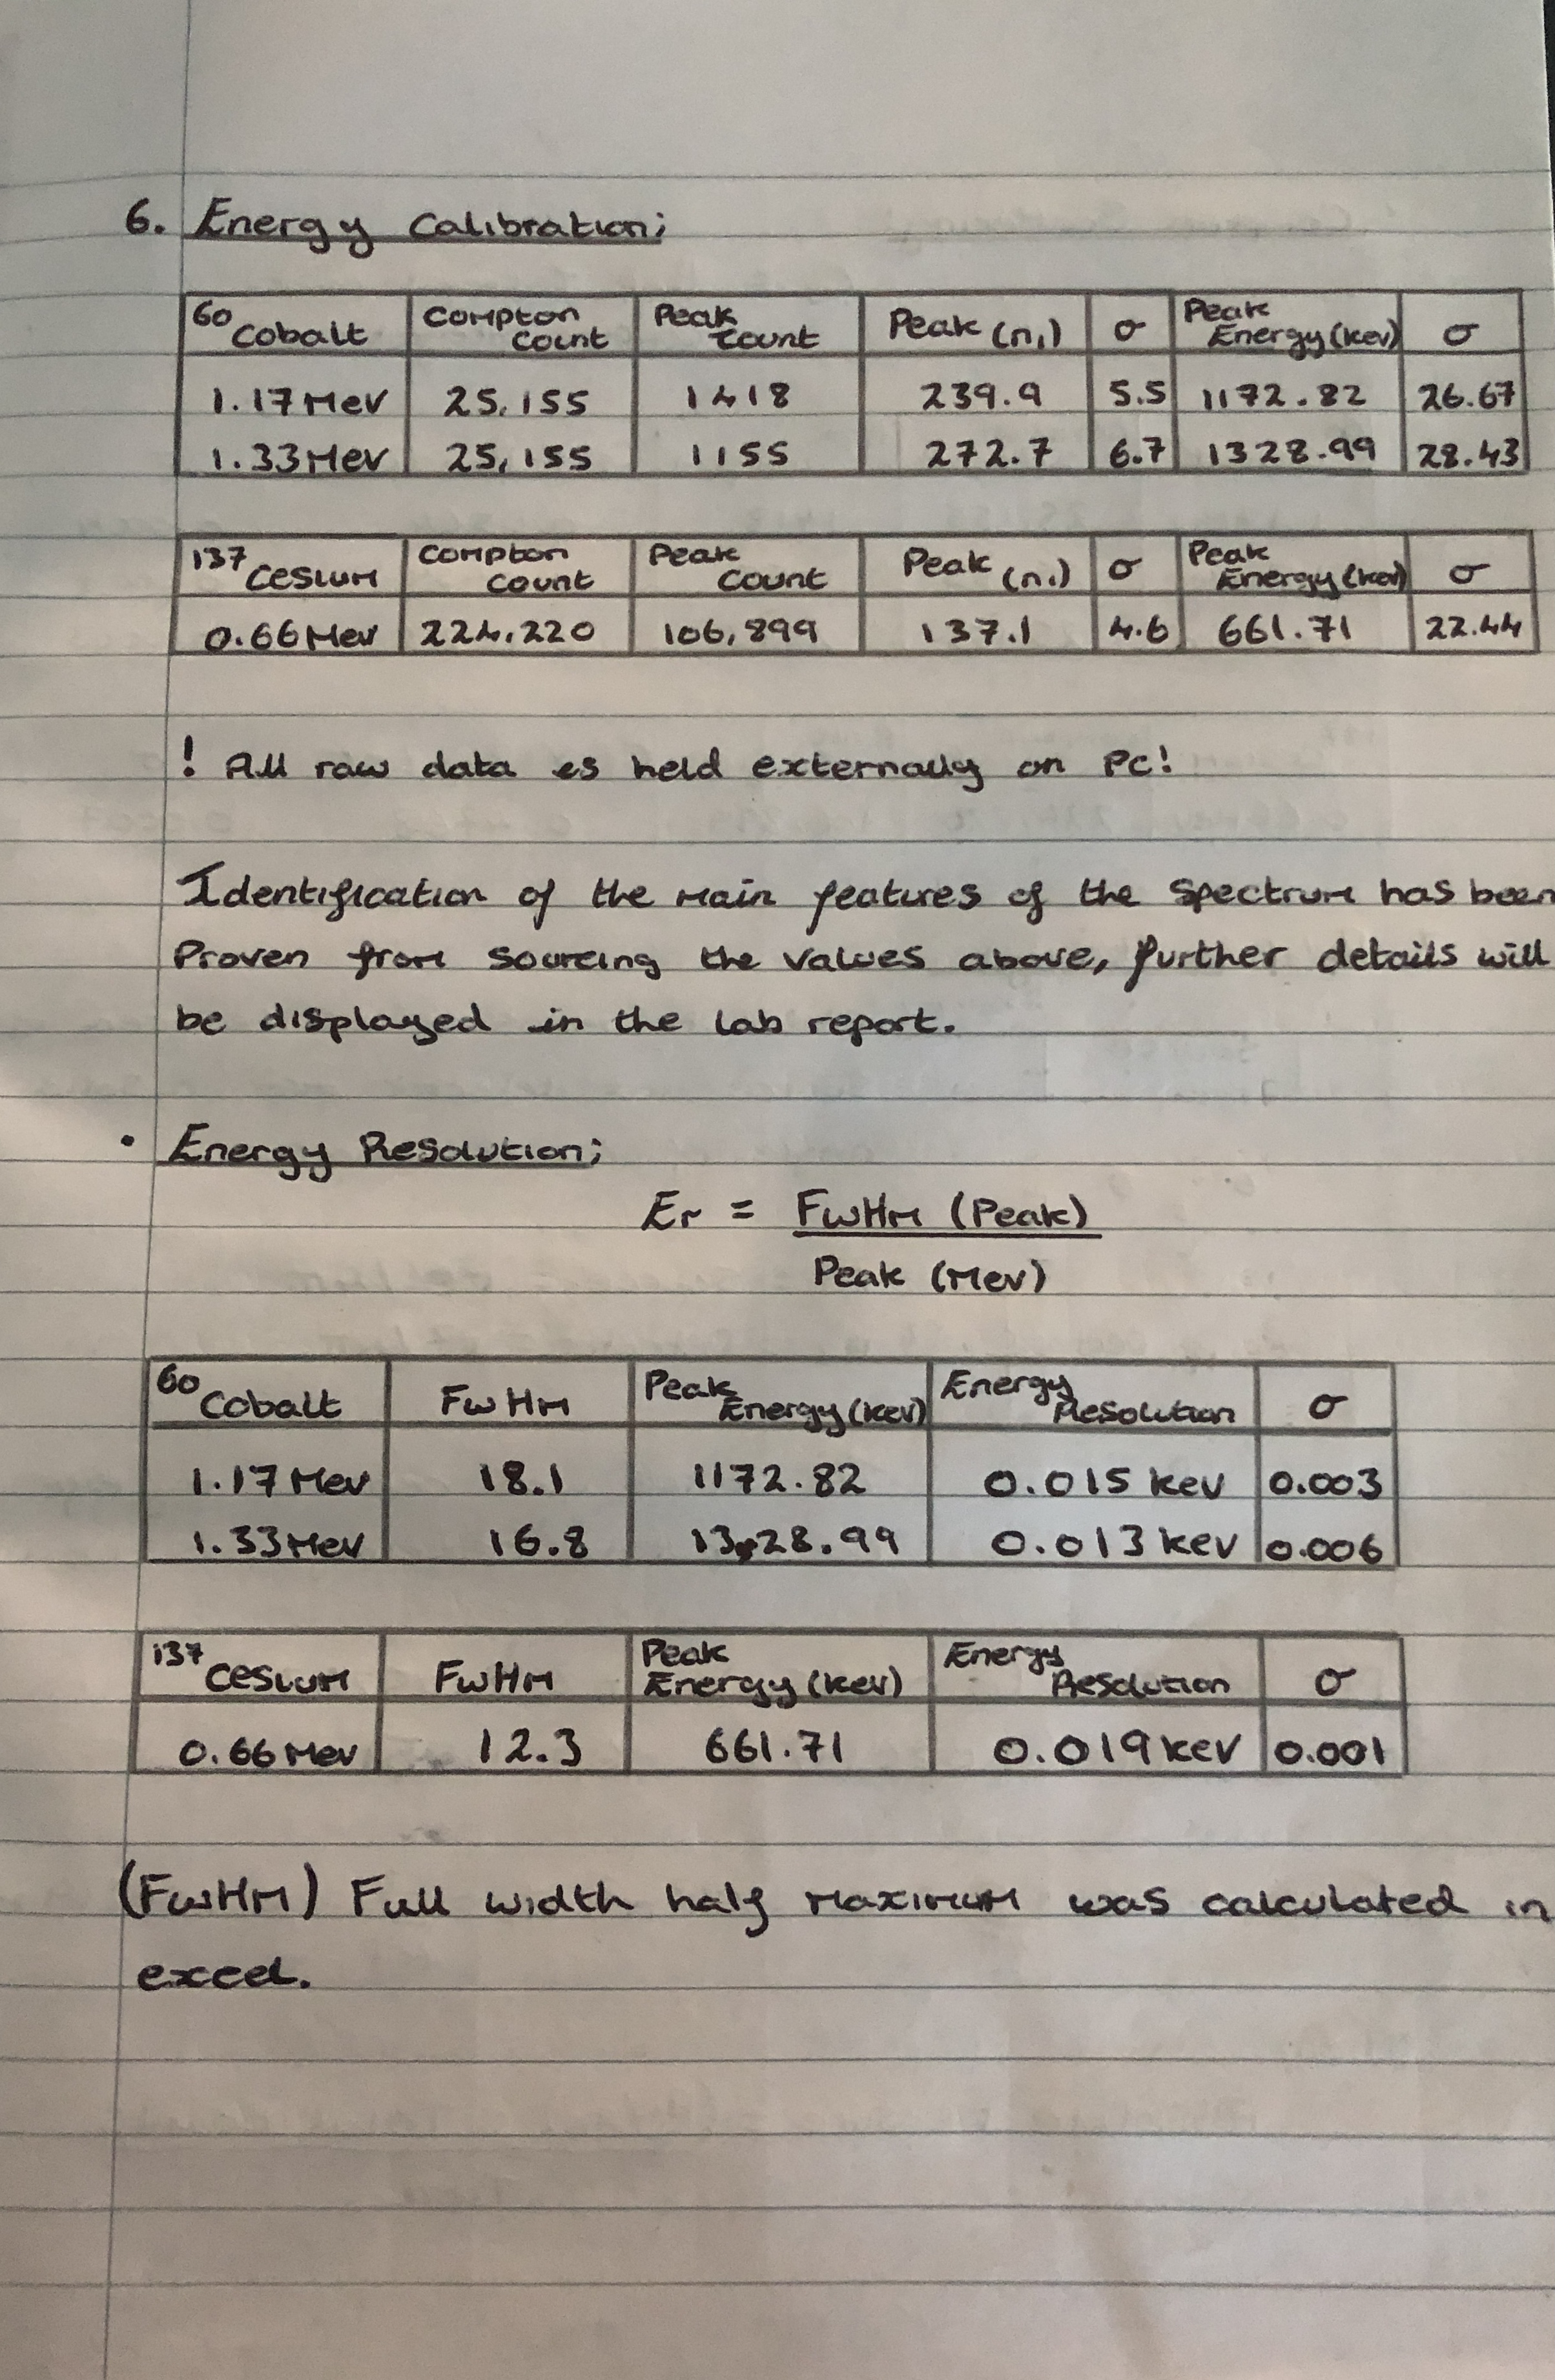 6. Energy Calibration;
60 Cobalt | Compton Count | Peak Count | Peak (n,) | σ | Peak Energy (kev) | σ
1.17 Mev | 25,155 | 1418 | 239.9 | 5.5 | 1172.82 | 26.67
1.33 Mev | 25,155 | 1155 | 272.7 | 6.7 | 1328.99 | 28.43
137 Cesium | Compton Count | Peak Count | Peak (n,) | σ | Peak Energy (kev) | σ
0.66 Mev | 224,220 | 106,899 | 137.1 | 4.6 | 661.71 | 22.44
! All raw data is held externally on PC!
Identification of the main features of the Spectrum has been
Proven from sourcing the values above, further details will
be displayed in the lab report.
• Energy Resolution;
Er = FWHM (Peak)
Peak (Mev)
60 Cobalt | FWHM | Peak Energy (kev) | Energy Resolution | σ
1.17 Mev | 18.1 | 1172.82 | 0.015 kev | 0.003
1.33 Mev | 16.8 | 1328.99 | 0.013 kev | 0.006
137 Cesium | FWHM | Peak Energy (kev) | Energy Resolution | σ
0.66 Mev | 12.3 | 661.71 | 0.019 kev | 0.001
(FWHM) Full width half maximum was calculated in
excel.